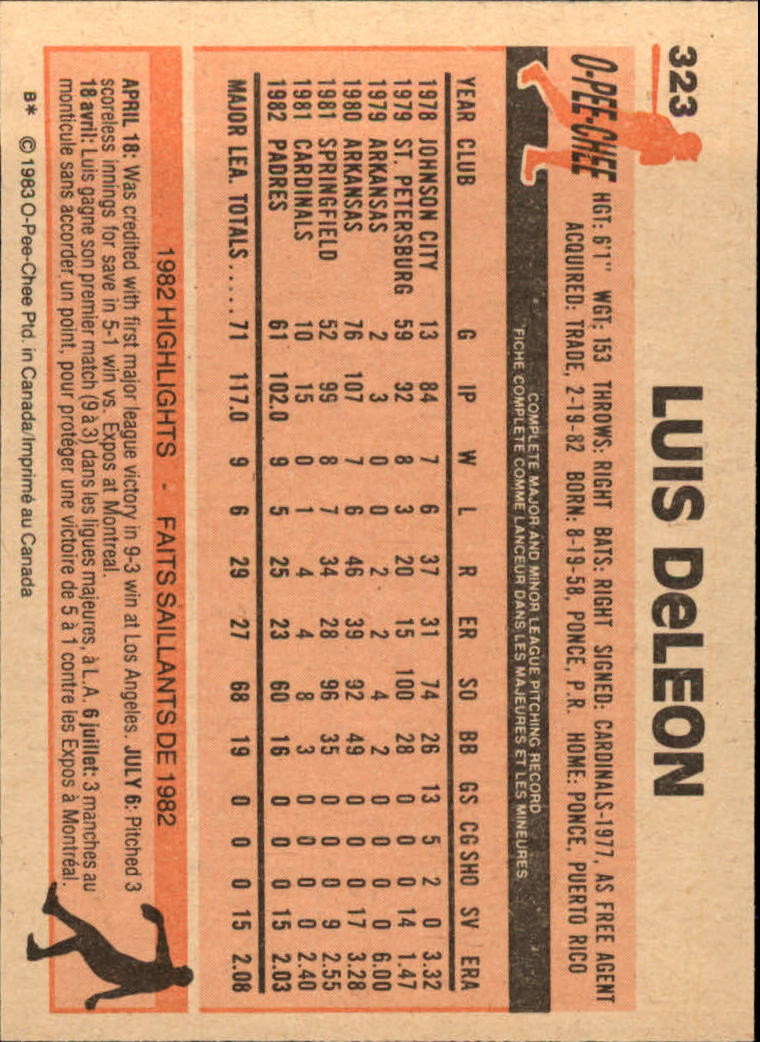 323
LUIS DeLEON
O-PEE-CHEE
HGT: 6'1" WGT: 153 THROWS: RIGHT BATS: RIGHT SIGNED: CARDINALS-1977, AS FREE AGENT
ACQUIRED: TRADE, 2-19-82 BORN: 8-19-58, PONCE, P.R. HOME: PONCE, PUERTO RICO
COMPLETE MAJOR AND MINOR LEAGUE PITCHING RECORD
*FICHE COMPLÈTE COMME LANCEUR DANS LES MAJEURES ET LES MINEURES
YEAR CLUB G IP W L R ER SO BB GS CG SHO SV ERA
1978 JOHNSON CITY 13 84 7 6 37 31 74 26 13 5 2 0 3.32
1979 ST. PETERSBURG 59 92 8 3 20 15 100 28 0 0 0 14 1.47
1979 ARKANSAS 2 3 0 0 2 2 4 2 0 0 0 0 6.00
1980 ARKANSAS 76 107 7 6 46 39 92 49 0 0 0 17 3.28
1981 SPRINGFIELD 52 99 8 7 34 28 96 35 0 0 0 9 2.55
1981 CARDINALS 10 15 0 1 4 4 8 3 0 0 0 0 2.40
1982 PADRES 61 102.0 9 5 25 23 60 16 0 0 0 15 2.03
MAJOR LEA. TOTALS..... 71 117.0 9 6 29 27 68 19 0 0 0 15 2.08
1982 HIGHLIGHTS - FAITS SAILLANTS DE 1982
APRIL 18: Was credited with first major league victory in 9-3 win at Los Angeles. JULY 6: Pitched 3
scoreless innings for save in 5-1 win vs. Expos at Montreal.
18 avril: Luis gagne son premier match (9 à 3) dans les ligues majeures, à L.A. 6 juillet: 3 manches au
monticule sans accorder un point, pour protéger une victoire de 5 à 1 contre les Expos à Montréal.
B* © 1983 O-Pee-Chee Ptd. in Canada/Imprimé au Canada